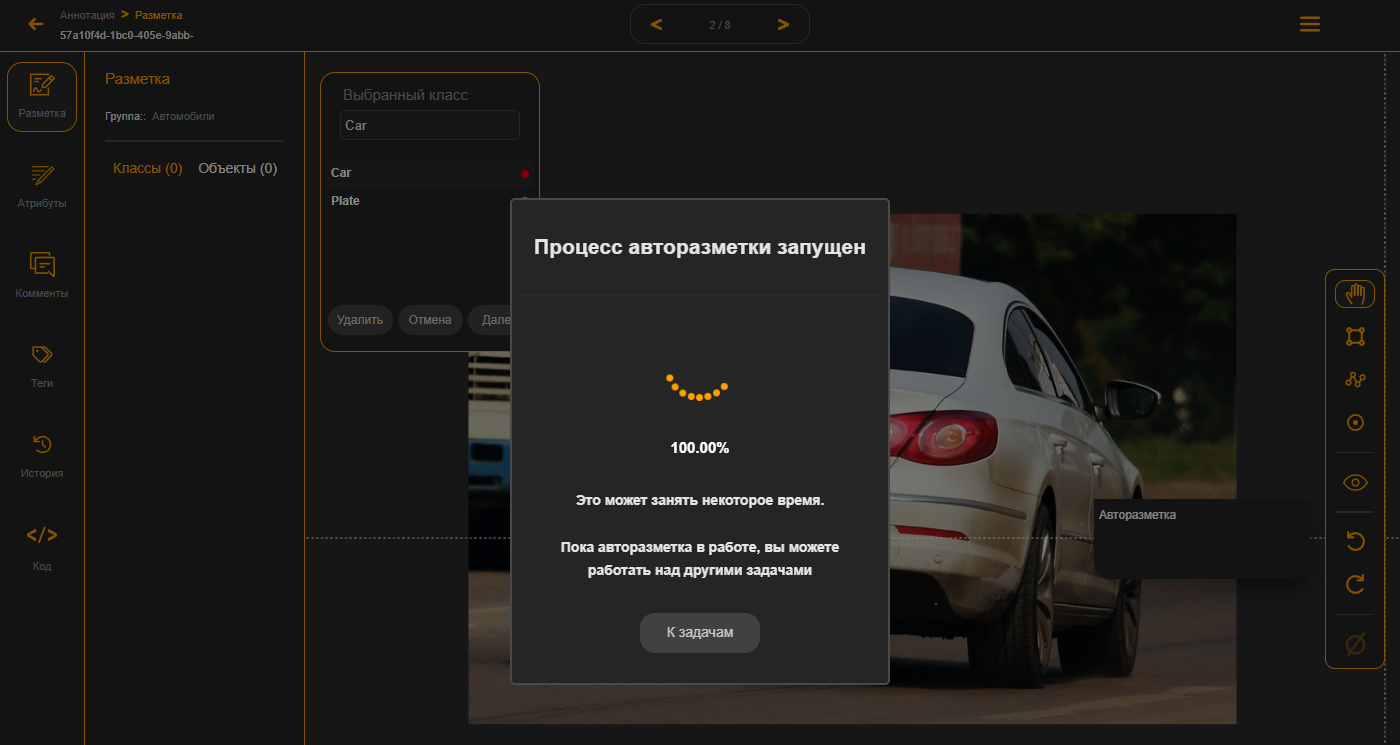 Аннотация > Разметка
57a10f4d-1bc0-405e-9abb-
< 2 / 8 >
Разметка
Атрибуты
Комменты
Теги
История
</>
Код
Разметка
Группа:: Автомобили
Классы (0) Объекты (0)
Выбранный класс
Car
Car
Plate
Удалить Отмена Дале
Процесс авторазметки запущен
100.00%
Это может занять некоторое время.
Пока авторазметка в работе, вы можете
работать над другими задачами
К задачам
Авторазметка